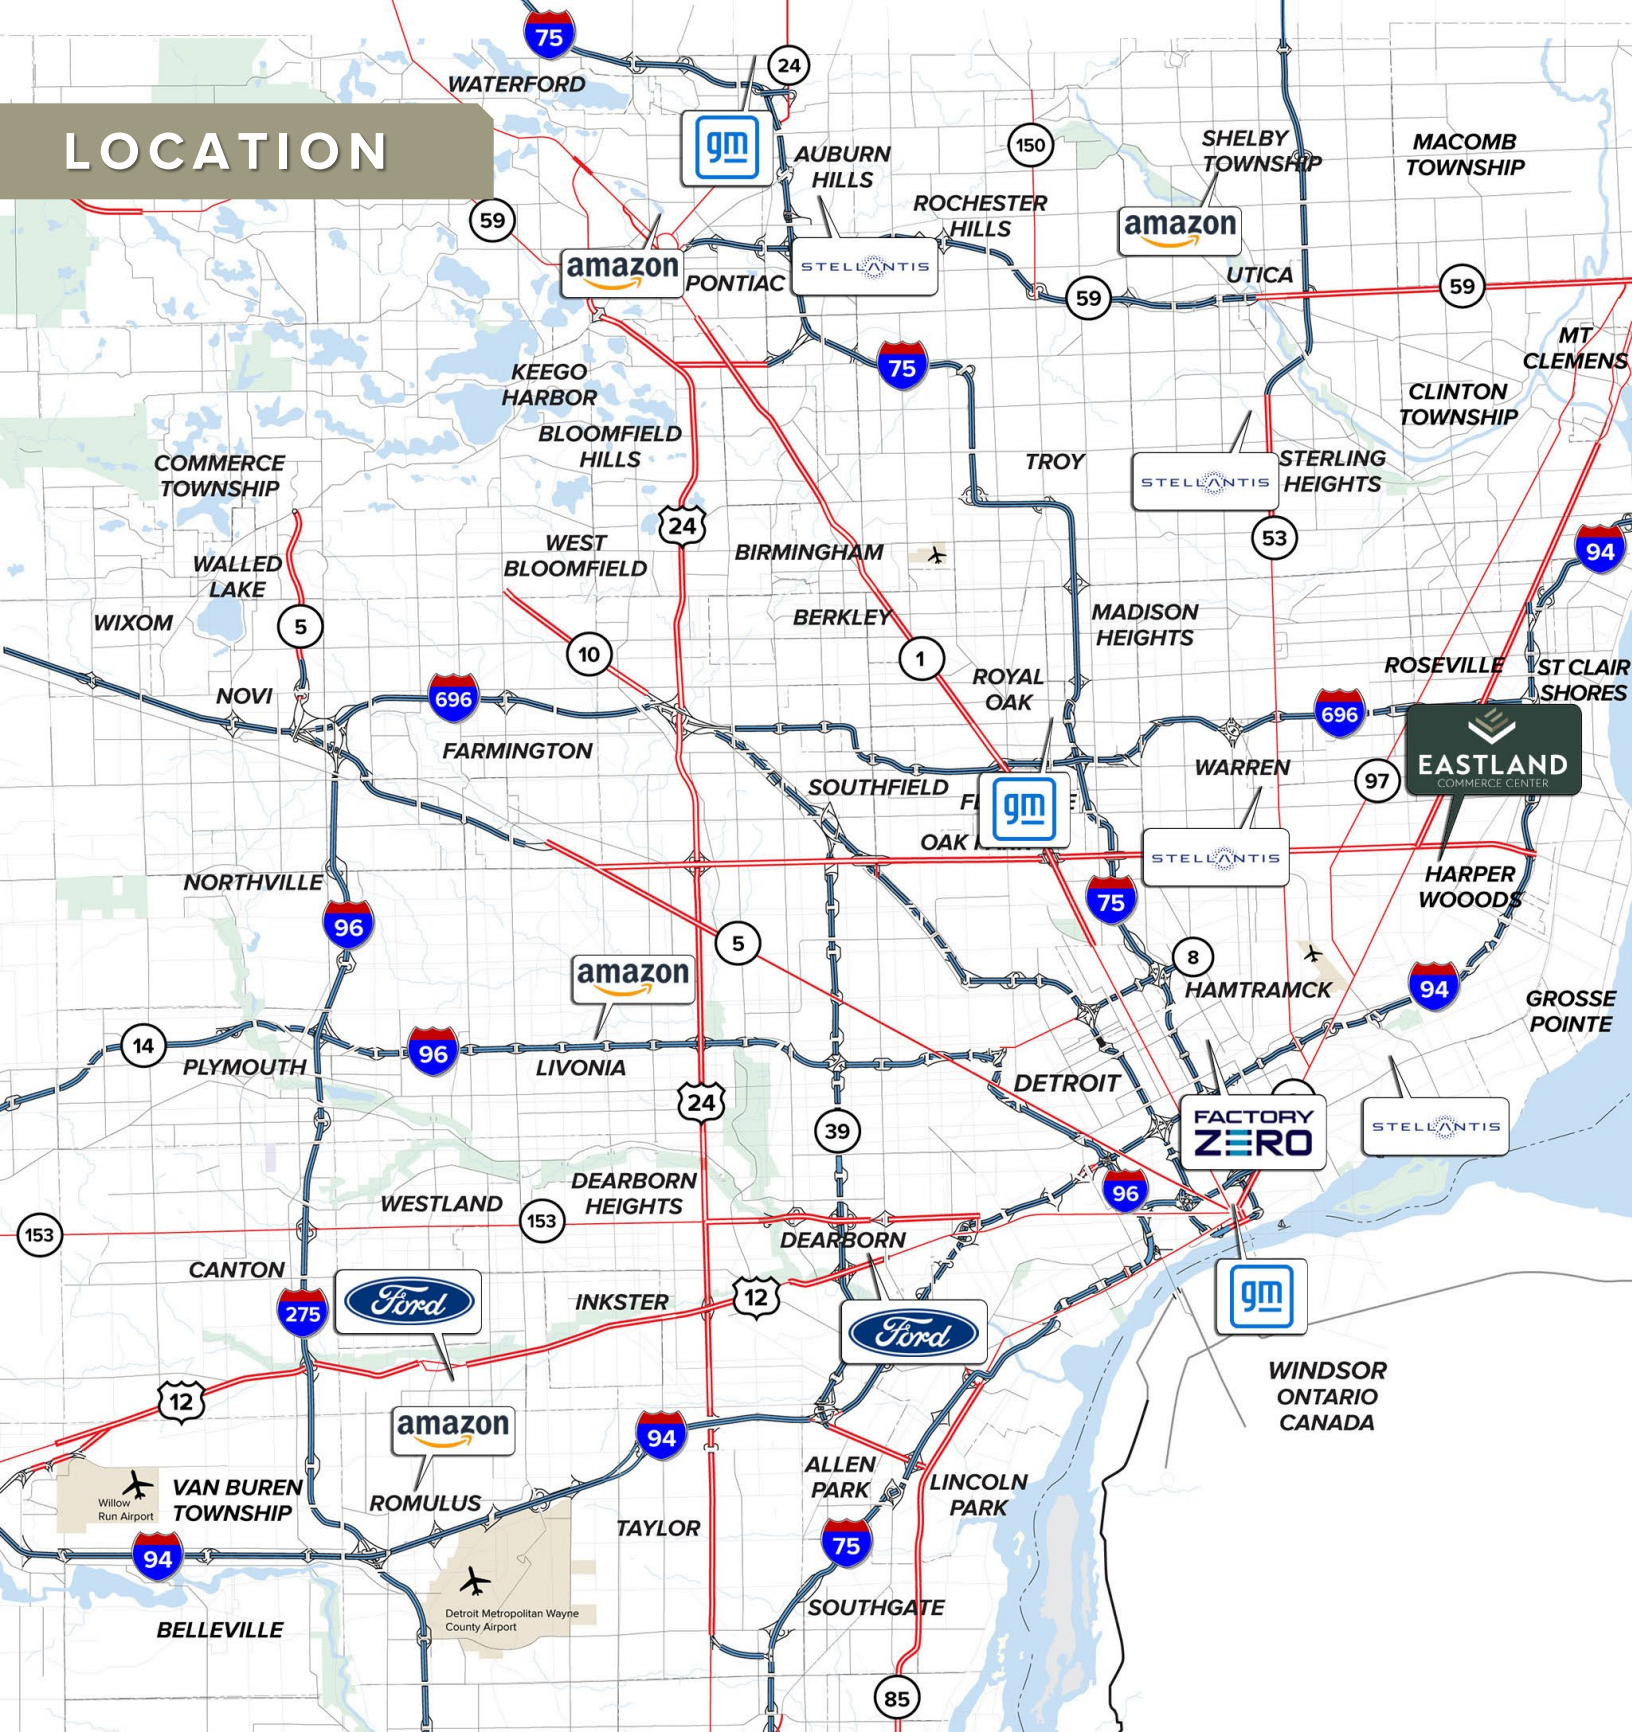 75
24
WATERFORD
LOCATION
gm
AUBURN
HILLS
150
SHELBY
TOWNSHIP
MACOMB
TOWNSHIP
59
ROCHESTER
HILLS
amazon
amazon
PONTIAC
STELLANTIS
UTICA
59
59
MT
CLEMENS
75
KEEGO
HARBOR
CLINTON
TOWNSHIP
BLOOMFIELD
HILLS
COMMERCE
TOWNSHIP
TROY
STELLANTIS
STERLING
HEIGHTS
24
53
94
WEST
BLOOMFIELD
BIRMINGHAM
WALLED
LAKE
WIXOM
5
BERKLEY
MADISON
HEIGHTS
10
1
ROYAL
OAK
ROSEVILLE
ST CLAIR
SHORES
NOVI
696
696
FARMINGTON
EASTLAND
COMMERCE CENTER
SOUTHFIELD
WARREN
97
gm
OAK
STELLANTIS
NORTHVILLE
HARPER
WOOODS
75
96
5
8
amazon
HAMTRAMCK
94
GROSSE
POINTE
14
96
PLYMOUTH
LIVONIA
DETROIT
24
39
FACTORY
ZERO
STELLANTIS
DEARBORN
HEIGHTS
WESTLAND
96
153
153
DEARBORN
CANTON
Ford
275
INKSTER
12
gm
Ford
WINDSOR
ONTARIO
CANADA
12
amazon
94
ALLEN
PARK
LINCOLN
PARK
Willow
Run Airport
VAN BUREN
TOWNSHIP
ROMULUS
TAYLOR
75
94
SOUTHGATE
Detroit Metropolitan Wayne
County Airport
BELLEVILLE
85